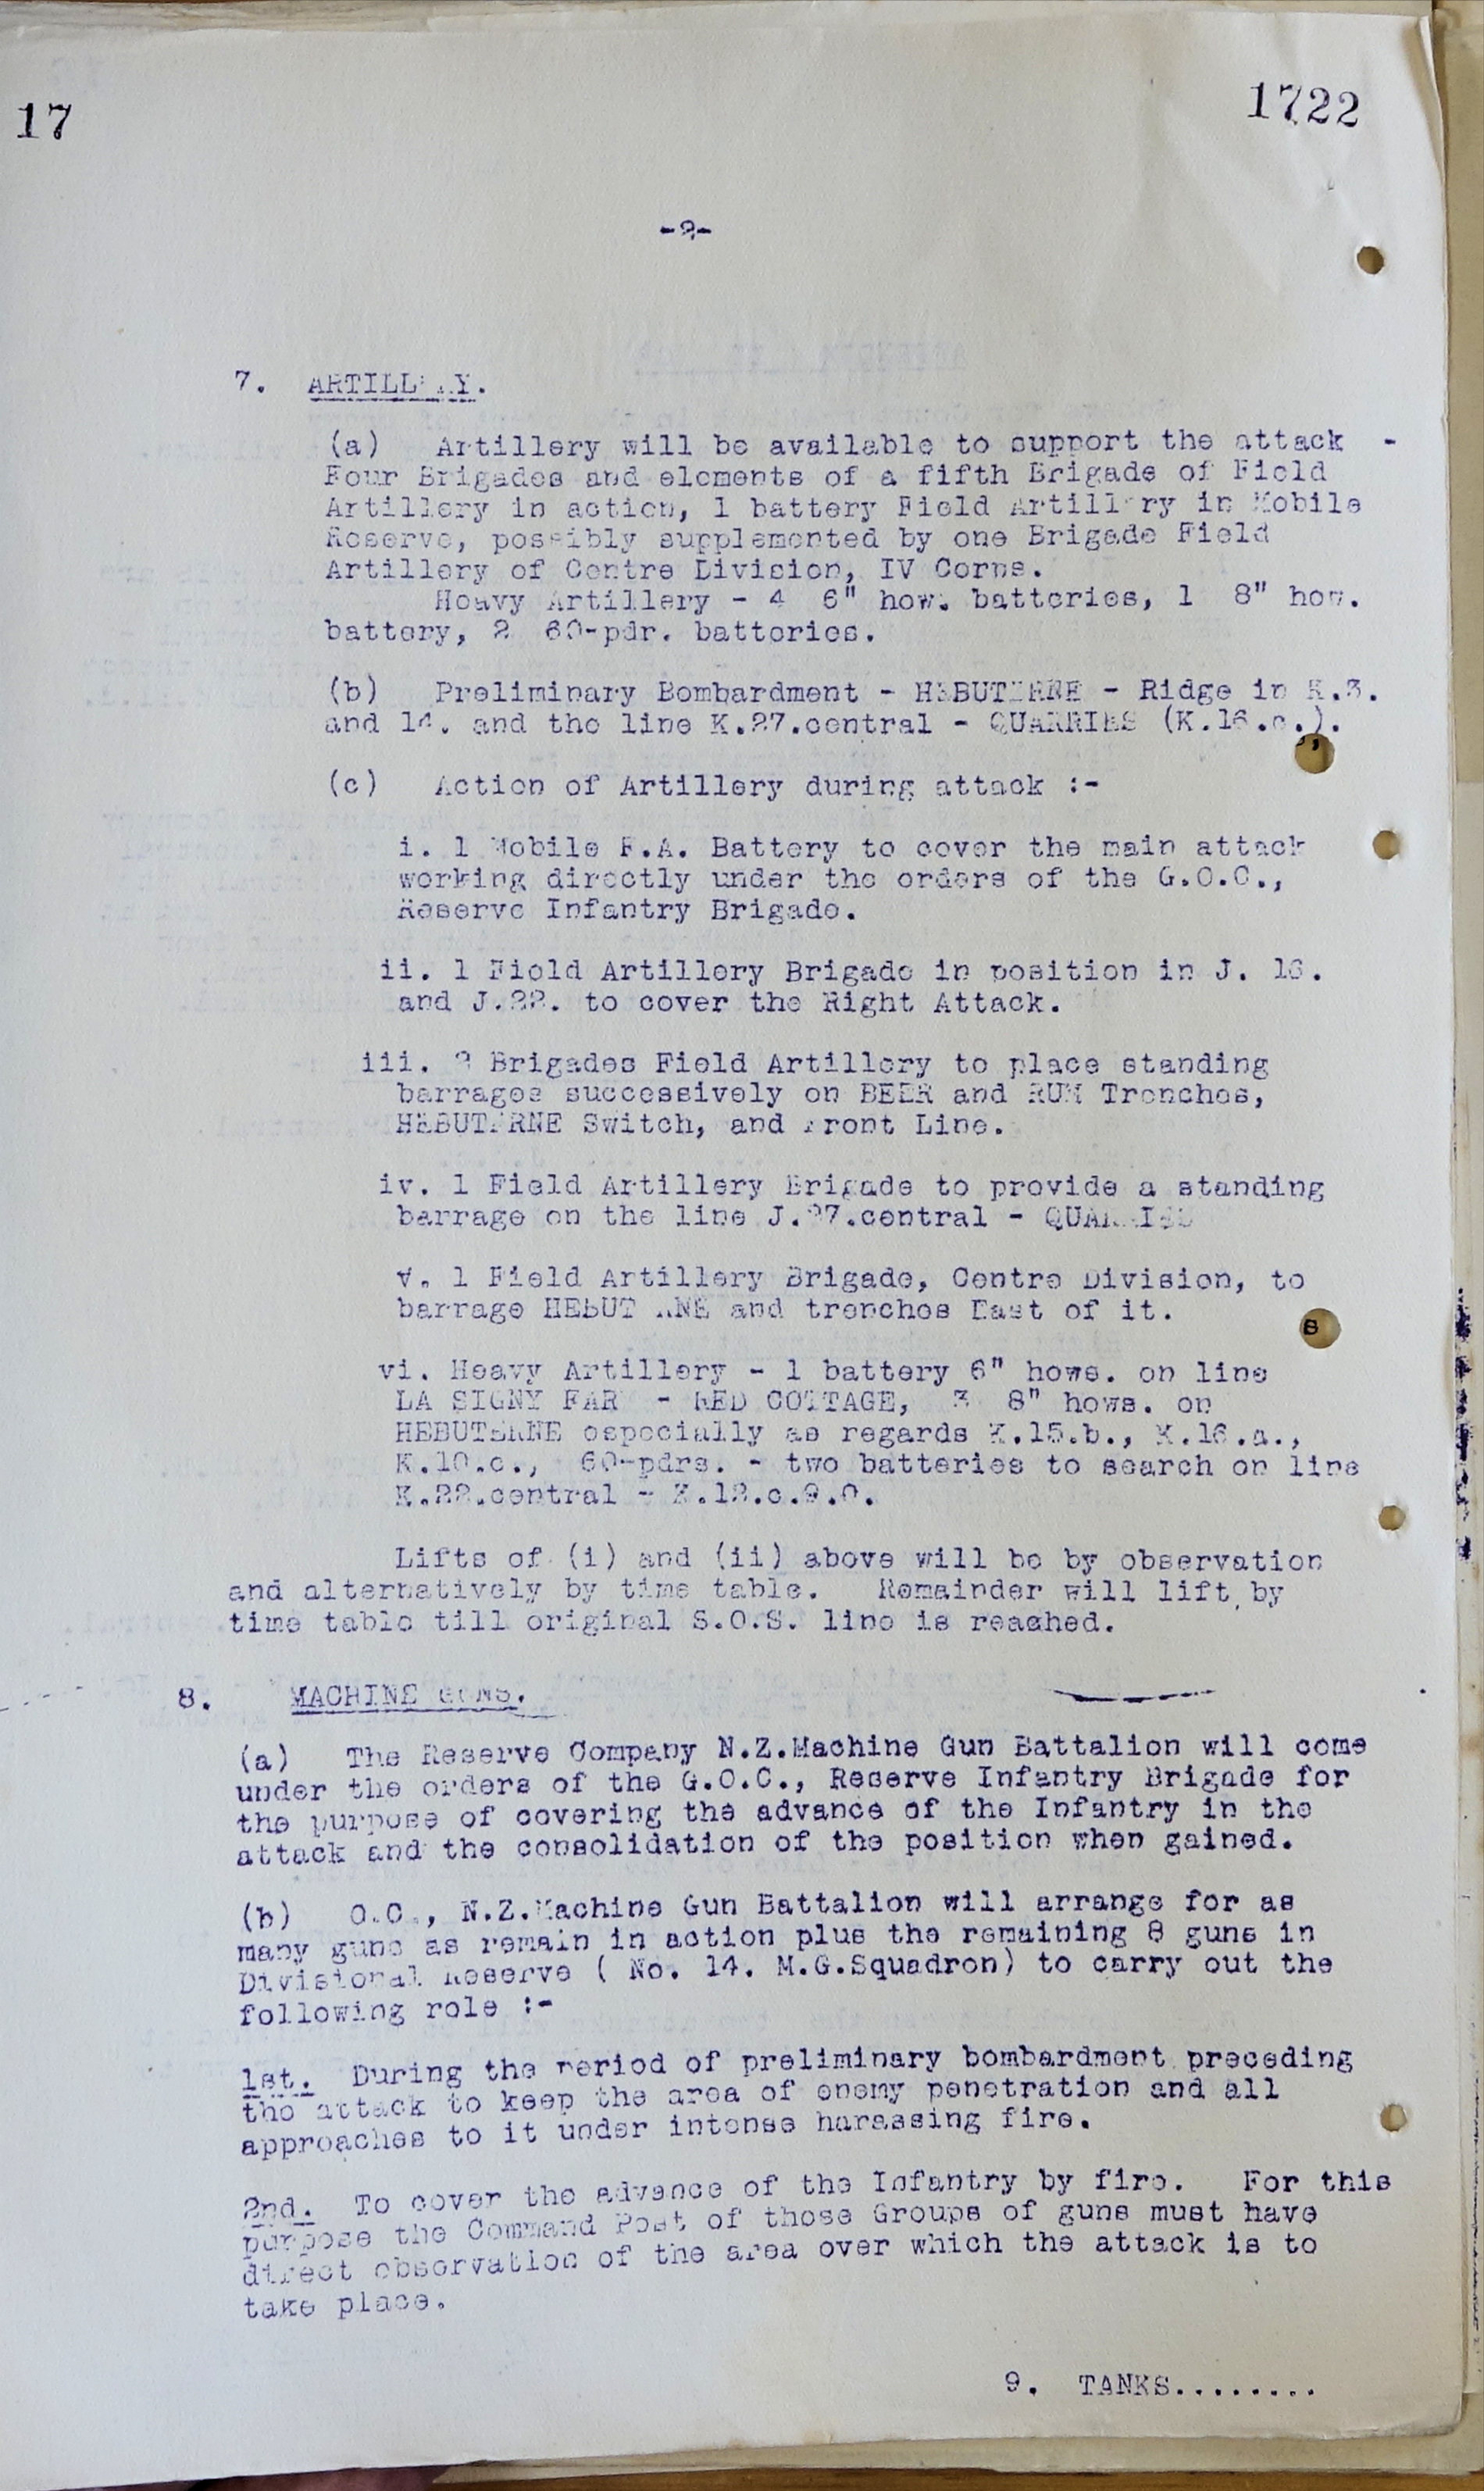 17
1722
-2-
7. ARTILLERY.
(a) Artillery will be available to support the attack -
Four Brigades and elements of a fifth Brigade of Field
Artillery in action, 1 battery Field Artillery in Mobile
Reserve, possibly supplemented by one Brigade Field
Artillery of Centre Division, IV Corps.
Heavy Artillery - 4 6" how. batteries, 1 8" how.
battery, 2 60-pdr. batteries.
(b) Preliminary Bombardment - HEBUTERNE - Ridge in K.3.
and 14. and the line K.27.central - QUARRIES (K.16.c.).
(c) Action of Artillery during attack :-
i. 1 Mobile F.A. Battery to cover the main attack
working directly under the orders of the G.O.C.,
Reserve Infantry Brigade.
ii. 1 Field Artillery Brigade in position in J. 16.
and J.22. to cover the Right Attack.
iii. 2 Brigades Field Artillery to place standing
barrages successively on BEER and RUM Trenches,
HEBUTERNE Switch, and Front Line.
iv. 1 Field Artillery Brigade to provide a standing
barrage on the line J.27.central - QUARRIES
v. 1 Field Artillery Brigade, Centre Division, to
barrage HEBUTERNE and trenches East of it.
vi. Heavy Artillery - 1 battery 6" hows. on line
LA SIGNY FARM - RED COTTAGE, 3 8" hows. on
HEBUTERNE especially as regards K.15.b., K.16.a.,
K.10.c., 60-pdrs. - two batteries to search on line
K.22.central - K.12.c.9.0.
Lifts of (i) and (ii) above will be by observation
and alternatively by time table. Remainder will lift by
time table till original S.O.S. line is reached.
8. MACHINE GUNS.
(a) The Reserve Company N.Z.Machine Gun Battalion will come
under the orders of the G.O.C., Reserve Infantry Brigade for
the purpose of covering the advance of the Infantry in the
attack and the consolidation of the position when gained.
(b) O.C., N.Z.Machine Gun Battalion will arrange for as
many guns as remain in action plus the remaining 8 guns in
Divisional Reserve ( No. 14. M.G.Squadron) to carry out the
following role :-
1st. During the period of preliminary bombardment preceding
the attack to keep the area of enemy penetration and all
approaches to it under intense harassing fire.
2nd. To cover the advance of the Infantry by fire. For this
purpose the Command Post of those Groups of guns must have
direct observation of the area over which the attack is to
take place.
9. TANKS........